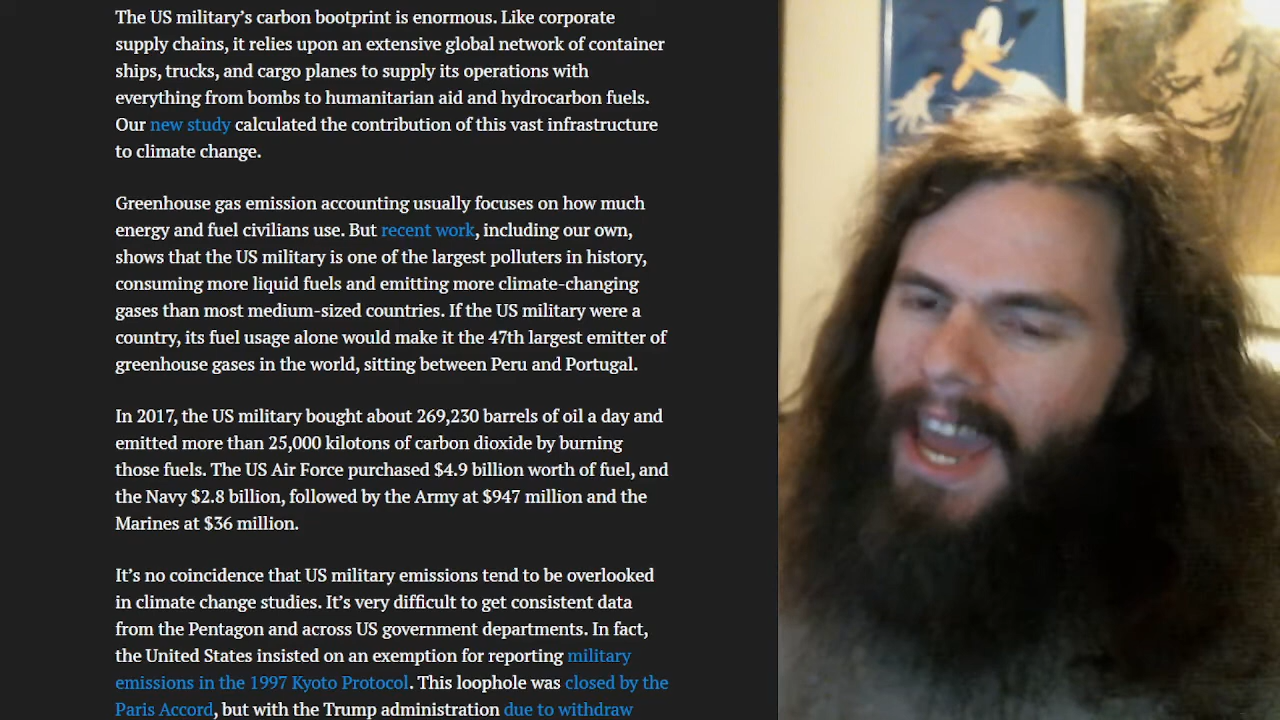 The US military’s carbon bootprint is enormous. Like corporate
supply chains, it relies upon an extensive global network of container
ships, trucks, and cargo planes to supply its operations with
everything from bombs to humanitarian aid and hydrocarbon fuels.
Our new study calculated the contribution of this vast infrastructure
to climate change.
Greenhouse gas emission accounting usually focuses on how much
energy and fuel civilians use. But recent work, including our own,
shows that the US military is one of the largest polluters in history,
consuming more liquid fuels and emitting more climate-changing
gases than most medium-sized countries. If the US military were a
country, its fuel usage alone would make it the 47th largest emitter of
greenhouse gases in the world, sitting between Peru and Portugal.
In 2017, the US military bought about 269,230 barrels of oil a day and
emitted more than 25,000 kilotons of carbon dioxide by burning
those fuels. The US Air Force purchased $4.9 billion worth of fuel, and
the Navy $2.8 billion, followed by the Army at $947 million and the
Marines at $36 million.
It’s no coincidence that US military emissions tend to be overlooked
in climate change studies. It’s very difficult to get consistent data
from the Pentagon and across US government departments. In fact,
the United States insisted on an exemption for reporting military
emissions in the 1997 Kyoto Protocol. This loophole was closed by the
Paris Accord, but with the Trump administration due to withdraw